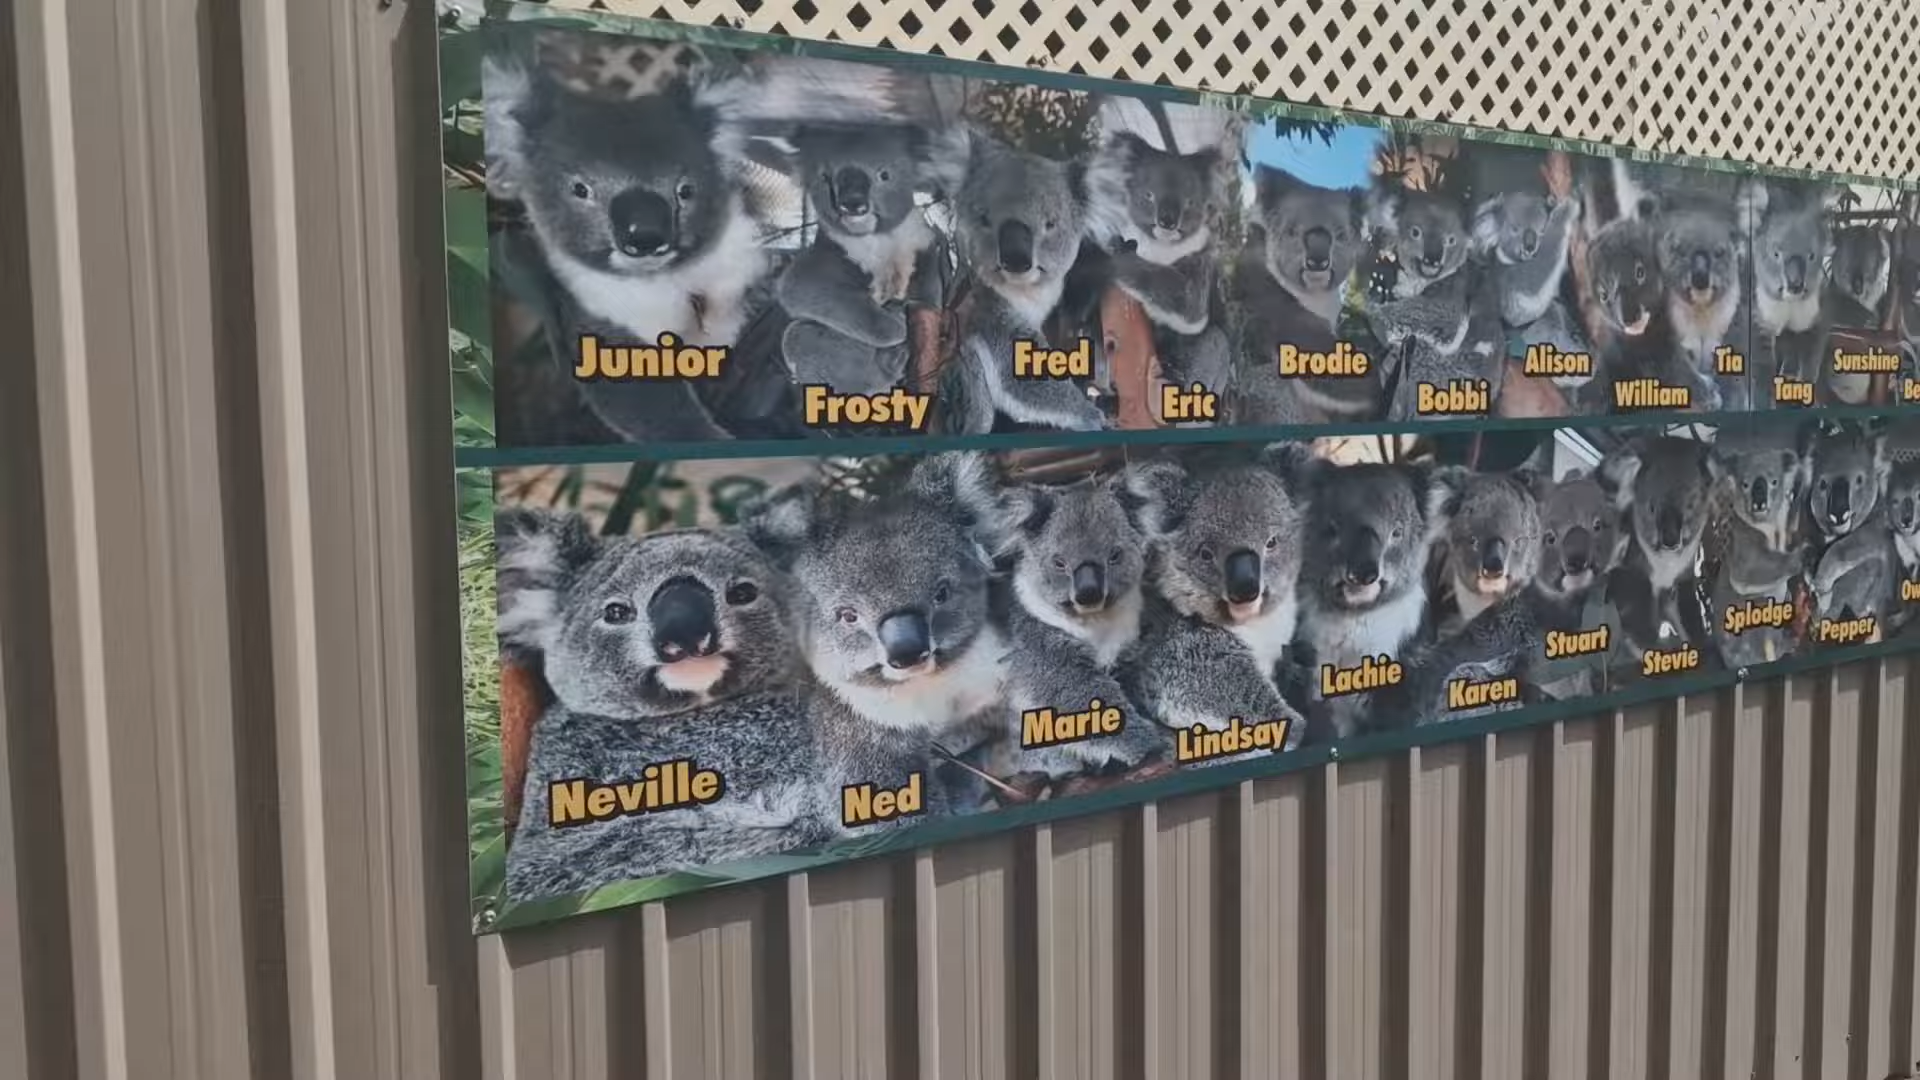 Junior
Frosty
Fred
Eric
Brodie
Bobbi
Alison
William
Tia
Tang
Sunshine
Neville
Ned
Marie
Lindsay
Lachie
Karen
Stuart
Stevie
Splodge
Pepper